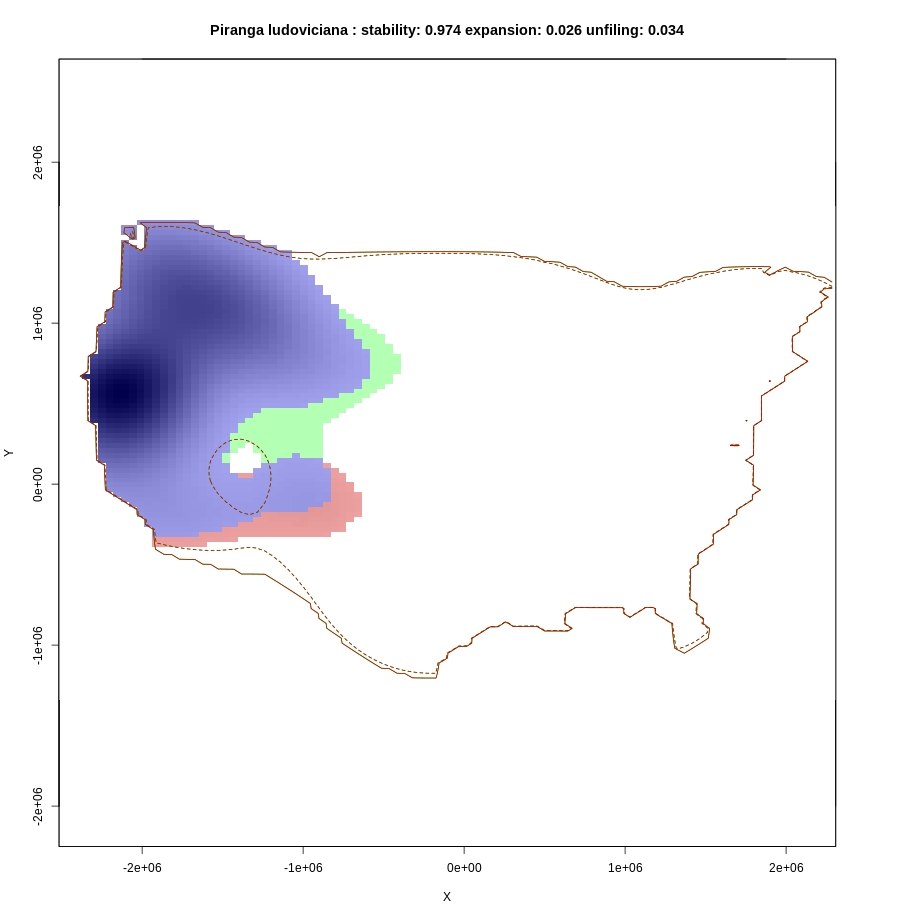 Piranga ludoviciana : stability: 0.974 expansion: 0.026 unfiling: 0.034
Y
2e+06
1e+06
0e+00
-1e+06
-2e+06
-2e+06 -1e+06 0e+00 1e+06 2e+06
X